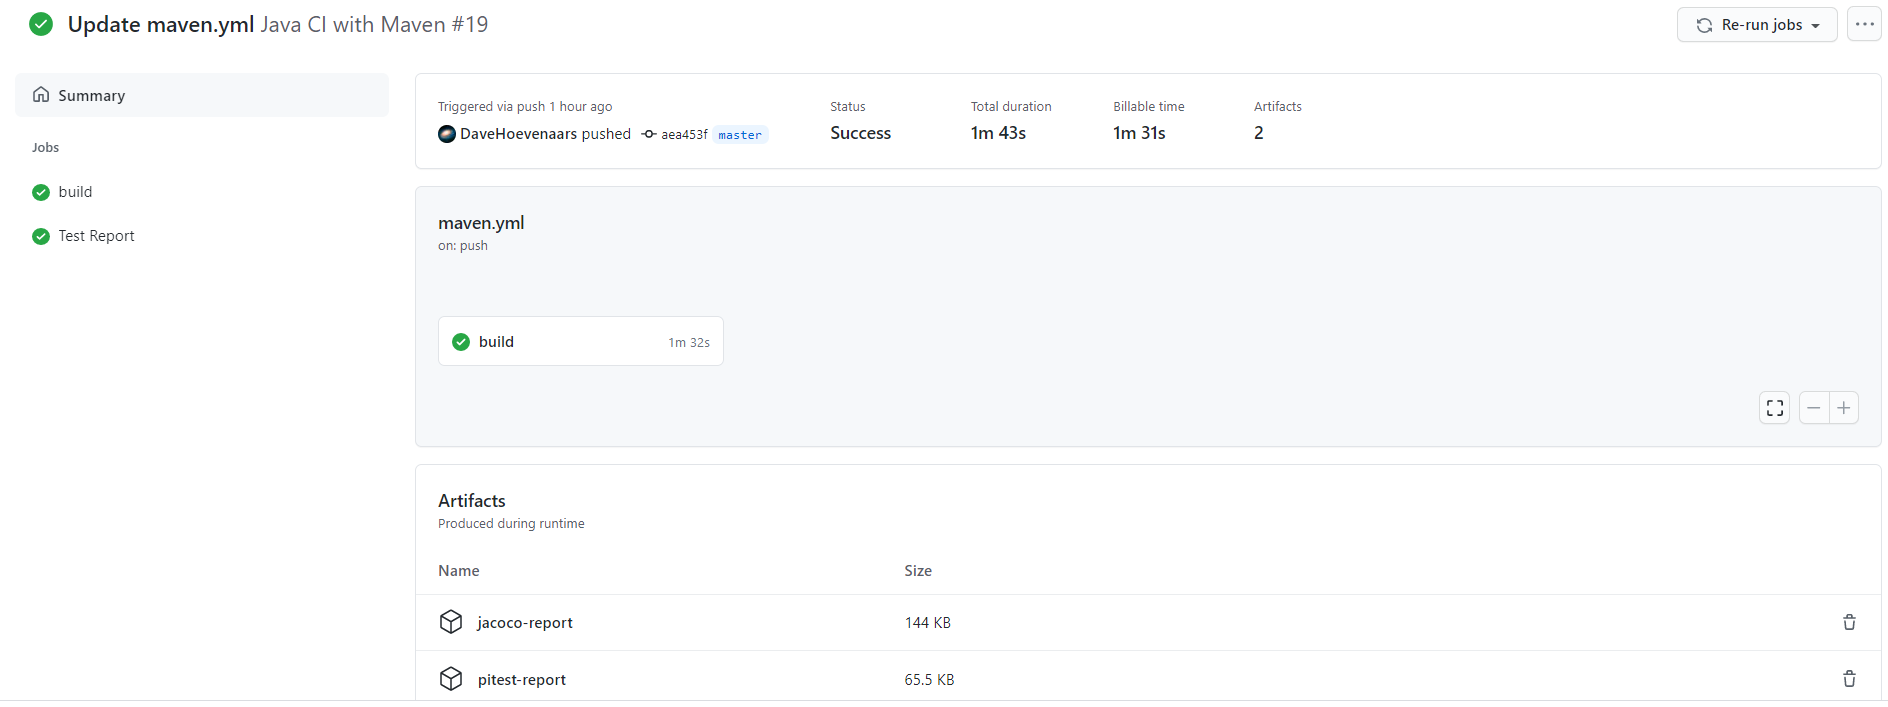 Update maven.yml Java CI with Maven #19
Re-run jobs
Summary
Jobs
build
Test Report
Triggered via push 1 hour ago
DaveHoevenaars pushed aea453f master
Status
Success
Total duration
1m 43s
Billable time
1m 31s
Artifacts
2
maven.yml
on: push
build 1m 32s
Artifacts
Produced during runtime
Name Size
jacoco-report 144 KB
pitest-report 65.5 KB